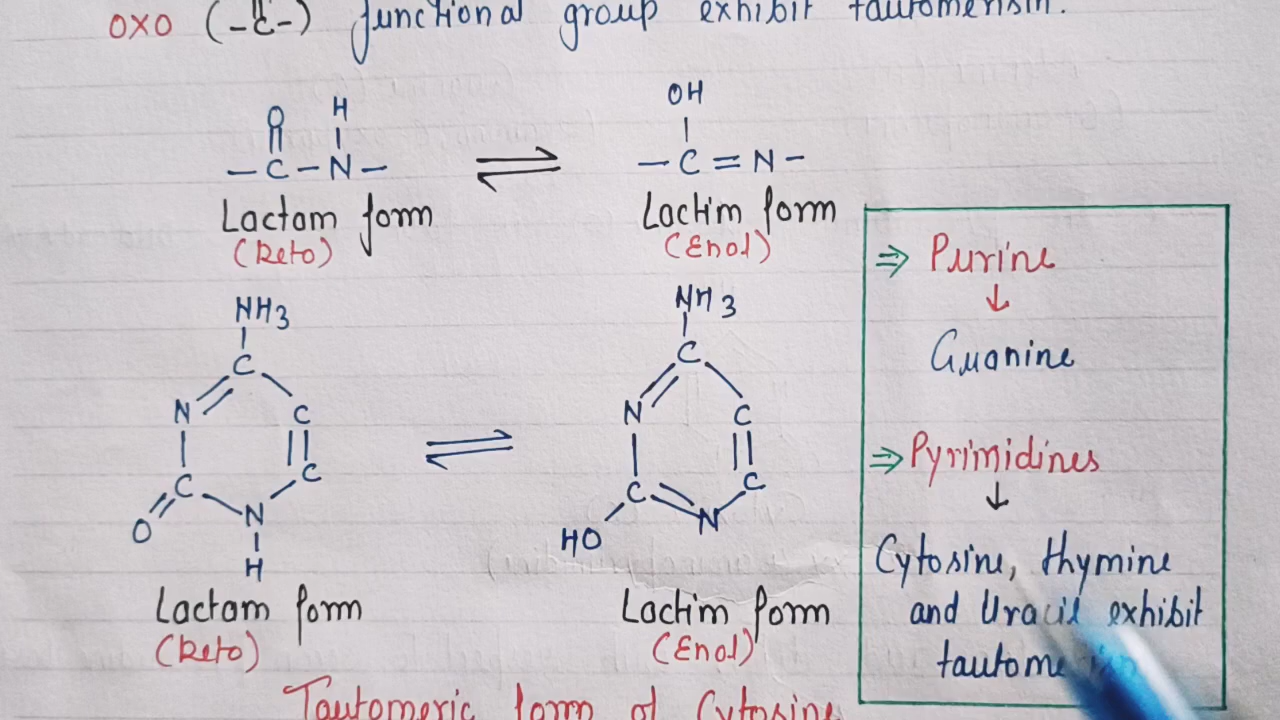 oxo (-C-) functional group exhibit tautomerism.
O H
- C - N -
Lactam form
(Keto)
OH
- C = N -
Lactim form
(Enol)
NH3
C
N C
C C
O N
H
Lactam form
(Keto)
NH3
C
N C
C C
HO N
Lactim form
(Enol)
Tautomeric form of Cytosine
⇒ Purine
↓
Guanine
⇒ Pyrimidines
↓
Cytosine, thymine
and Uracil exhibit